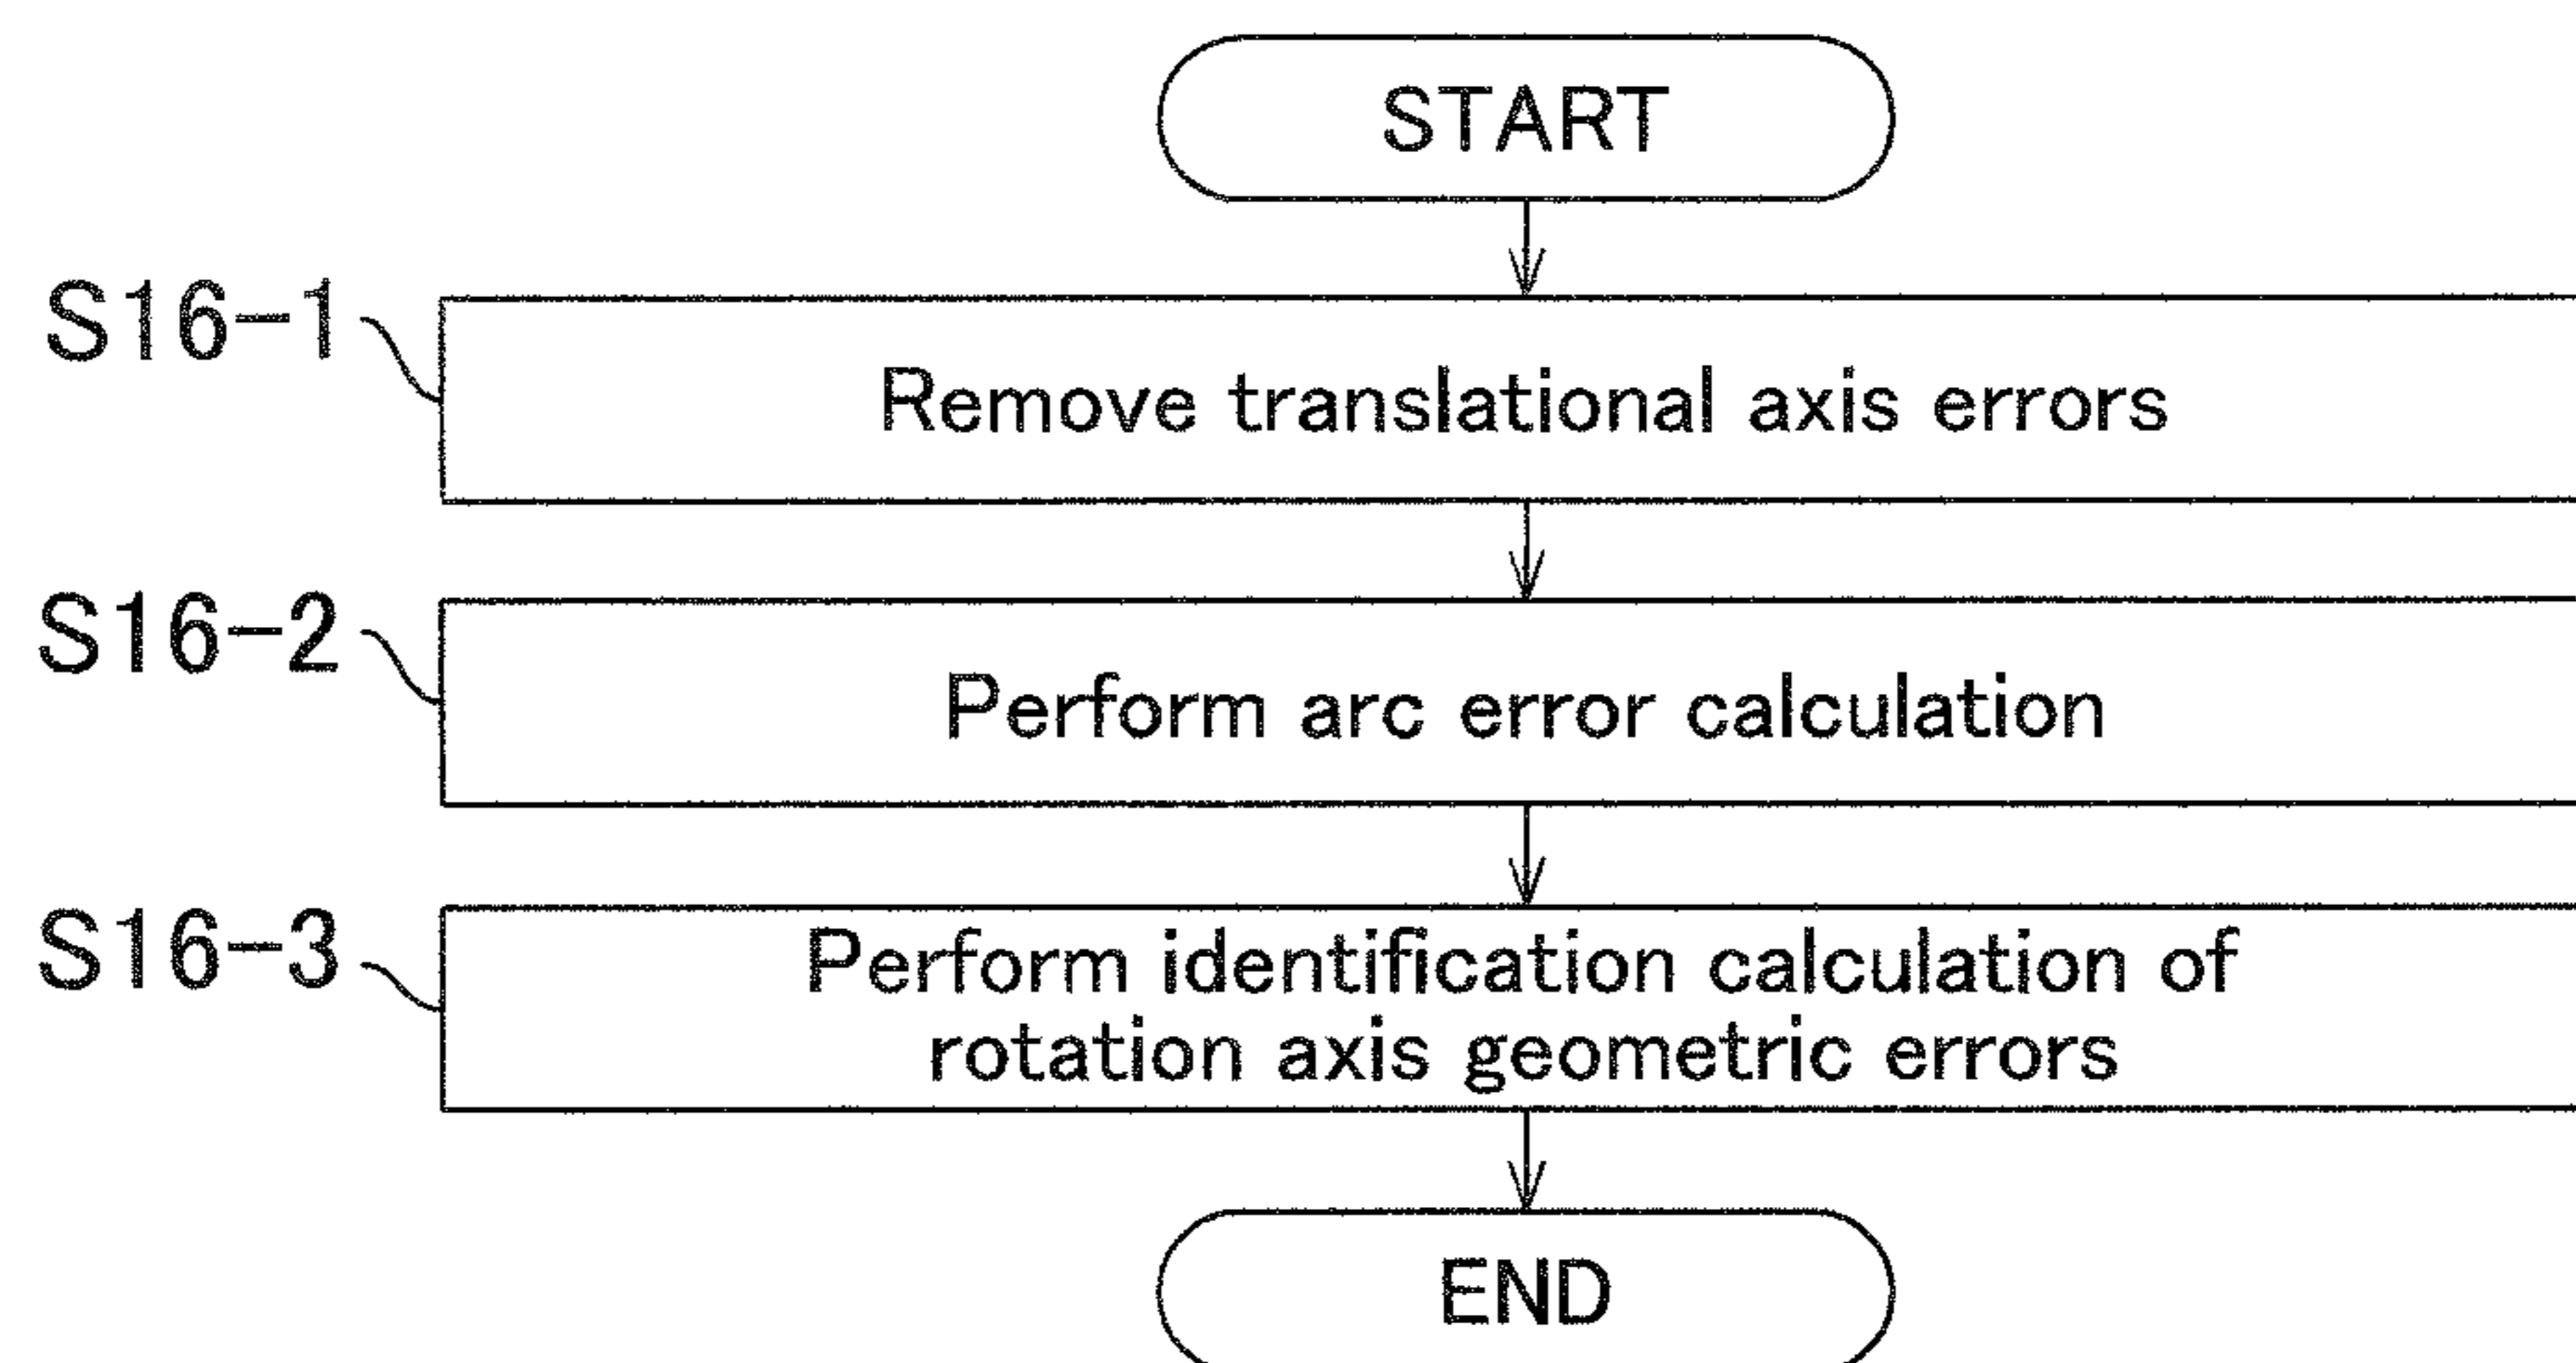 START
S16-1
Remove translational axis errors
S16-2
Perform arc error calculation
S16-3
Perform identification calculation of
rotation axis geometric errors
END